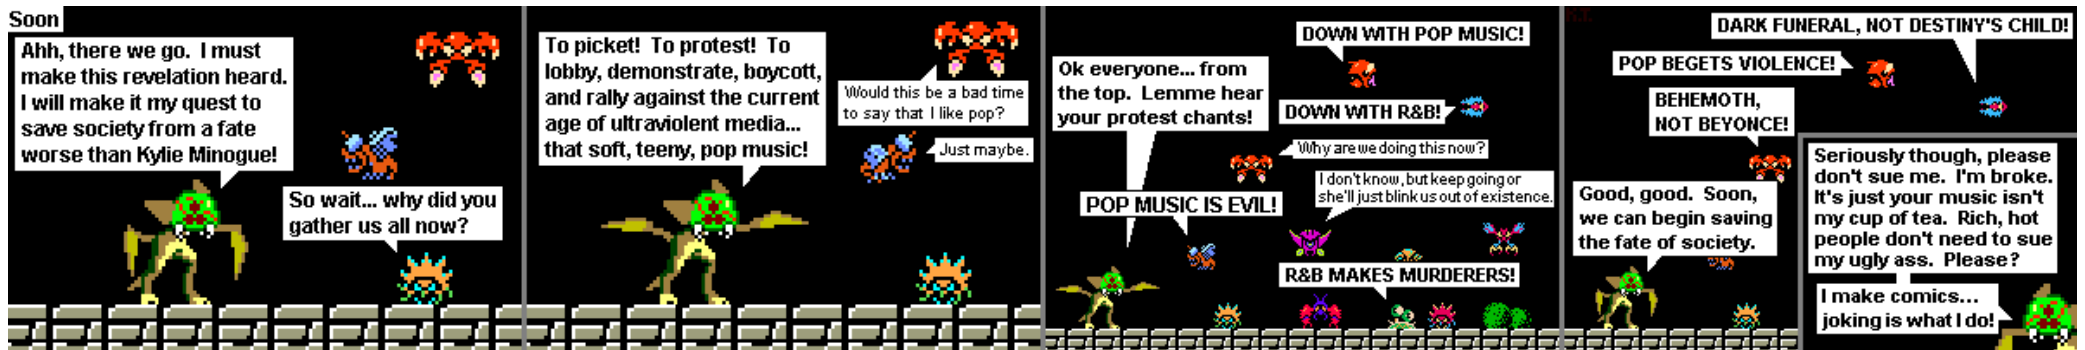 Soon
Ahh, there we go. I must
make this revelation heard.
I will make it my quest to
save society from a fate
worse than Kylie Minogue!
So wait... why did you
gather us all now?
To picket! To protest! To
lobby, demonstrate, boycott,
and rally against the current
age of ultraviolent media...
that soft, teeny, pop music!
Would this be a bad time
to say that I like pop?
Just maybe.
Ok everyone... from
the top. Lemme hear
your protest chants!
DOWN WITH POP MUSIC!
DOWN WITH R&B!
Why are we doing this now?
I don't know, but keep going or
she'll just blink us out of existence.
POP MUSIC IS EVIL!
R&B MAKES MURDERERS!
DARK FUNERAL, NOT DESTINY'S CHILD!
POP BEGETS VIOLENCE!
BEHEMOTH,
NOT BEYONCE!
Good, good. Soon,
we can begin saving
the fate of society.
Seriously though, please
don't sue me. I'm broke.
It's just your music isn't
my cup of tea. Rich, hot
people don't need to sue
my ugly ass. Please?
I make comics...
joking is what I do!